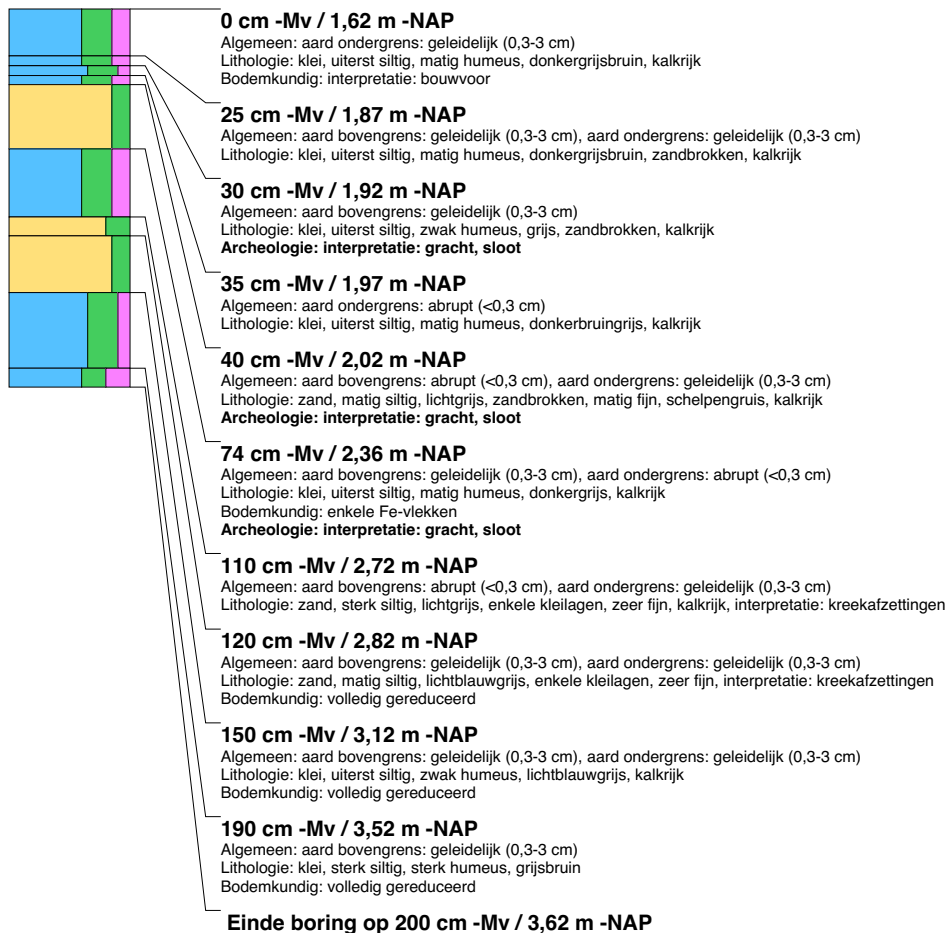 0 cm -Mv / 1,62 m -NAP
Algemeen: aard ondergrens: geleidelijk (0,3-3 cm)
Lithologie: klei, uiterst siltig, matig humeus, donkergrijsbruin, kalkrijk
Bodemkundig: interpretatie: bouwvoor
25 cm -Mv / 1,87 m -NAP
Algemeen: aard bovengrens: geleidelijk (0,3-3 cm), aard ondergrens: geleidelijk (0,3-3 cm)
Lithologie: klei, uiterst siltig, matig humeus, donkergrijsbruin, zandbrokken, kalkrijk
30 cm -Mv / 1,92 m -NAP
Algemeen: aard bovengrens: geleidelijk (0,3-3 cm)
Lithologie: klei, uiterst siltig, zwak humeus, grijs, zandbrokken, kalkrijk
Archeologie: interpretatie: gracht, sloot
35 cm -Mv / 1,97 m -NAP
Algemeen: aard ondergrens: abrupt (<0,3 cm)
Lithologie: klei, uiterst siltig, matig humeus, donkerbruingrijs, kalkrijk
40 cm -Mv / 2,02 m -NAP
Algemeen: aard bovengrens: abrupt (<0,3 cm), aard ondergrens: geleidelijk (0,3-3 cm)
Lithologie: zand, matig siltig, lichtgrijs, zandbrokken, matig fijn, schelpengruis, kalkrijk
Archeologie: interpretatie: gracht, sloot
74 cm -Mv / 2,36 m -NAP
Algemeen: aard bovengrens: geleidelijk (0,3-3 cm), aard ondergrens: abrupt (<0,3 cm)
Lithologie: klei, uiterst siltig, matig humeus, donkergrijs, kalkrijk
Bodemkundig: enkele Fe-vlekken
Archeologie: interpretatie: gracht, sloot
110 cm -Mv / 2,72 m -NAP
Algemeen: aard bovengrens: abrupt (<0,3 cm), aard ondergrens: geleidelijk (0,3-3 cm)
Lithologie: zand, sterk siltig, lichtgrijs, enkele kleilagen, zeer fijn, kalkrijk, interpretatie: kreekafzettingen
120 cm -Mv / 2,82 m -NAP
Algemeen: aard bovengrens: geleidelijk (0,3-3 cm), aard ondergrens: geleidelijk (0,3-3 cm)
Lithologie: zand, matig siltig, lichtblauwgrijs, enkele kleilagen, zeer fijn, interpretatie: kreekafzettingen
Bodemkundig: volledig gereduceerd
150 cm -Mv / 3,12 m -NAP
Algemeen: aard bovengrens: geleidelijk (0,3-3 cm), aard ondergrens: geleidelijk (0,3-3 cm)
Lithologie: klei, uiterst siltig, zwak humeus, lichtblauwgrijs, kalkrijk
Bodemkundig: volledig gereduceerd
190 cm -Mv / 3,52 m -NAP
Algemeen: aard bovengrens: geleidelijk (0,3-3 cm)
Lithologie: klei, sterk siltig, sterk humeus, grijsbruin
Bodemkundig: volledig gereduceerd
Einde boring op 200 cm -Mv / 3,62 m -NAP